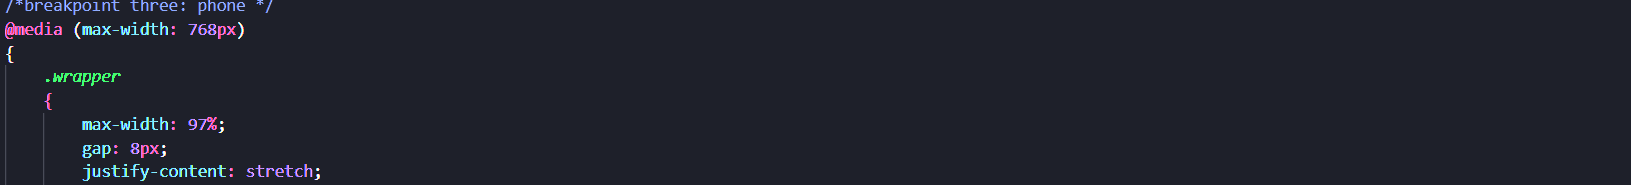 /*breakpoint three: phone */
@media (max-width: 768px)
{
    .wrapper
    {
        max-width: 97%;
        gap: 8px;
        justify-content: stretch;